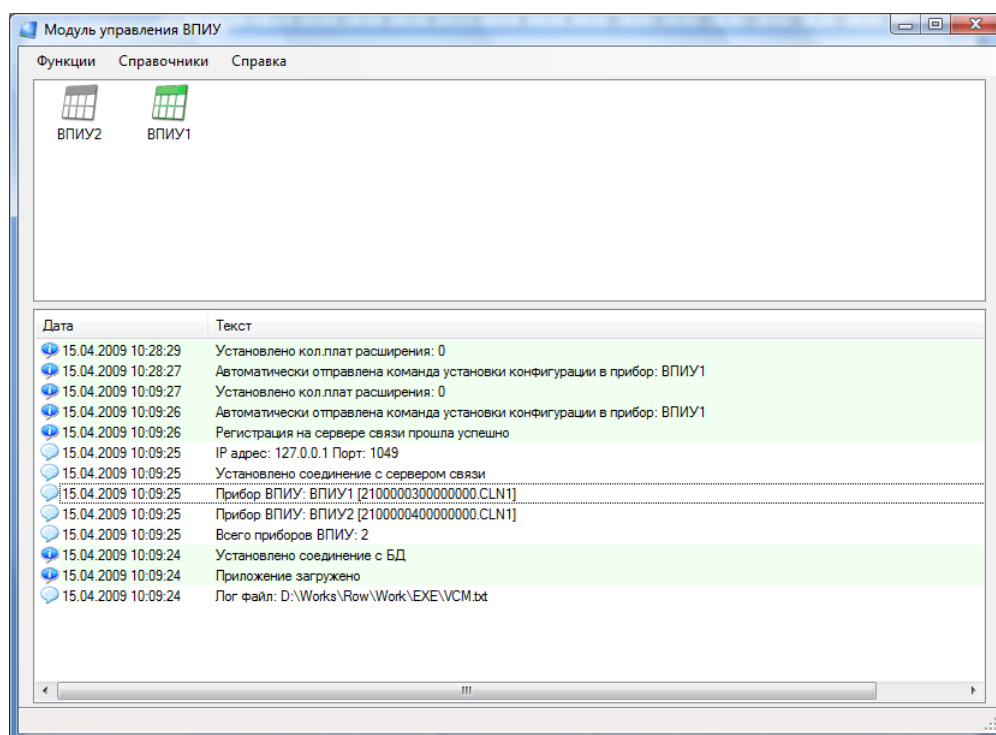 Модуль управления ВПИУ
Функции Справочники Справка
ВПИУ2 ВПИУ1
Дата Текст
15.04.2009 10:28:29 Установлено кол.плат расширения: 0
15.04.2009 10:28:27 Автоматически отправлена команда установки конфигурации в прибор: ВПИУ1
15.04.2009 10:09:27 Установлено кол.плат расширения: 0
15.04.2009 10:09:26 Автоматически отправлена команда установки конфигурации в прибор: ВПИУ1
15.04.2009 10:09:26 Регистрация на сервере связи прошла успешно
15.04.2009 10:09:25 IP адрес: 127.0.0.1 Порт: 1049
15.04.2009 10:09:25 Установлено соединение с сервером связи
15.04.2009 10:09:25 Прибор ВПИУ: ВПИУ1 [2100000300000000.CLN1]
15.04.2009 10:09:25 Прибор ВПИУ: ВПИУ2 [2100000400000000.CLN1]
15.04.2009 10:09:25 Всего приборов ВПИУ: 2
15.04.2009 10:09:24 Установлено соединение с БД
15.04.2009 10:09:24 Приложение загружено
15.04.2009 10:09:24 Лог файл: D:\Works\Row\Work\EXE\VCM.txt